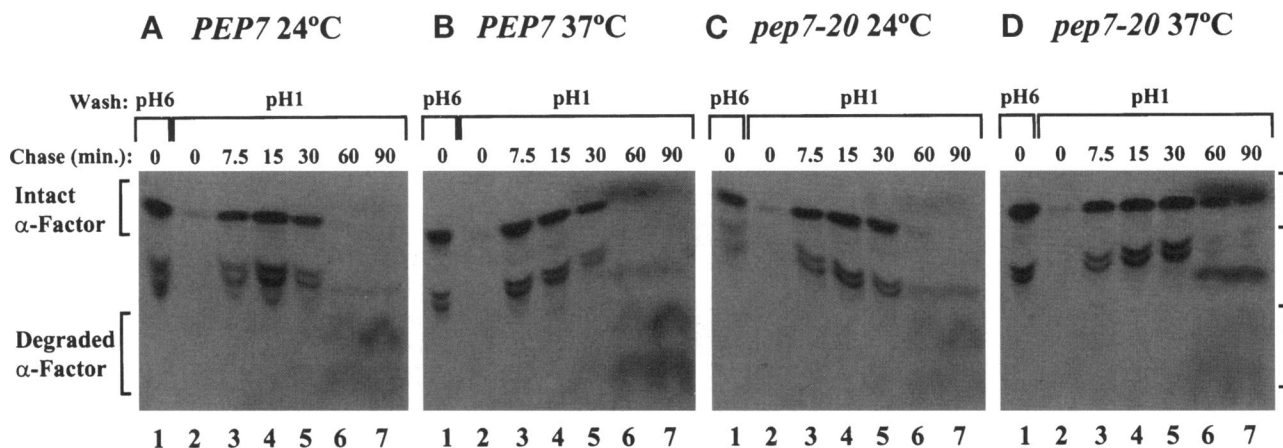 A PEP7 24ºC B PEP7 37ºC C pep7-20 24ºC D pep7-20 37ºC
Wash: pH6 pH1 pH6 pH1 pH6 pH1 pH6 pH1
Chase (min.): 0 0 7.5 15 30 60 90 0 0 7.5 15 30 60 90 0 0 7.5 15 30 60 90 0 0 7.5 15 30 60 90
Intact
α-Factor
Degraded
α-Factor
1 2 3 4 5 6 7 1 2 3 4 5 6 7 1 2 3 4 5 6 7 1 2 3 4 5 6 7